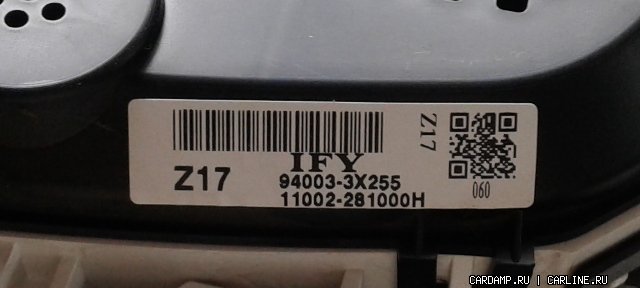 IFY
Z17
94003-3X255
11002-281000H
Z17
060
CARDAMP.RU | CARLINE.RU